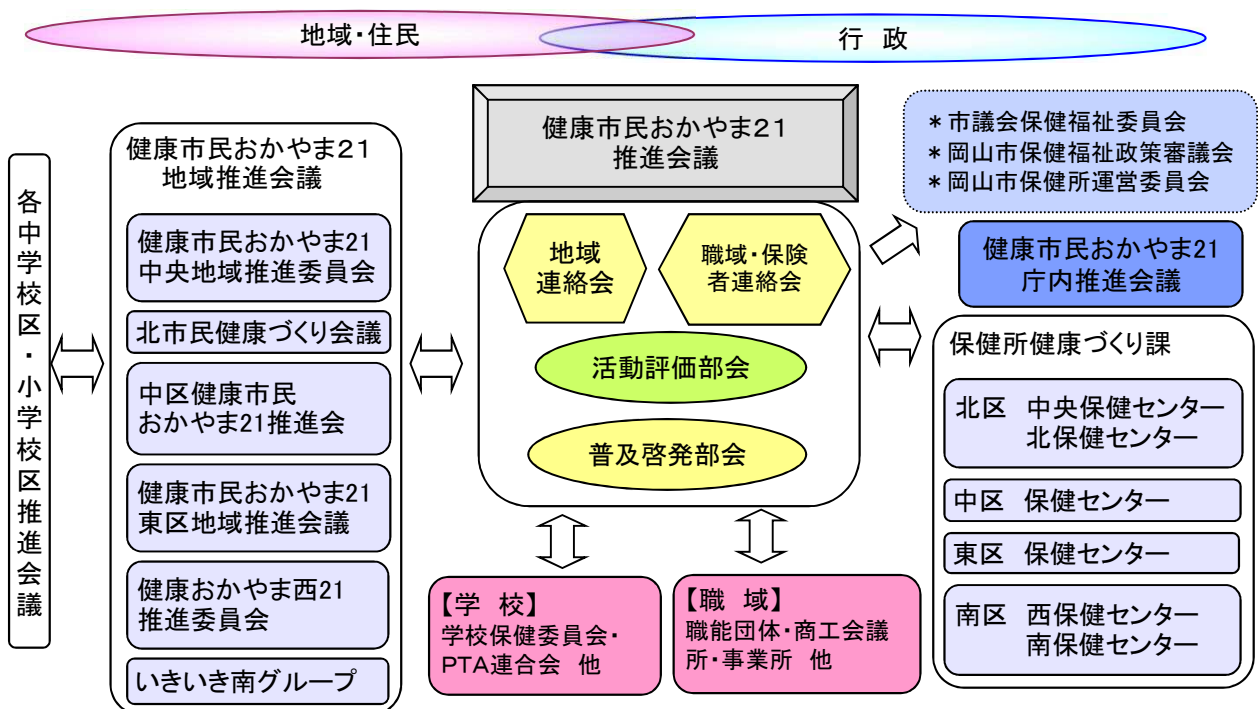 地域・住民
行 政
各中学校区・小学校区推進会議
健康市民おかやま21
地域推進会議
健康市民おかやま21
中央地域推進委員会
北市民健康づくり会議
中区健康市民
おかやま21推進会
健康市民おかやま21
東区地域推進会議
健康おかやま西21
推進委員会
いきいき南グループ
健康市民おかやま21
推進会議
地域
連絡会
職域・保険
者連絡会
活動評価部会
普及啓発部会
【学 校】
学校保健委員会・
PTA連合会 他
【職 域】
職能団体・商工会議
所・事業所 他
＊市議会保健福祉委員会
＊岡山市保健福祉政策審議会
＊岡山市保健所運営委員会
健康市民おかやま21
庁内推進会議
保健所健康づくり課
北区 中央保健センター
北保健センター
中区 保健センター
東区 保健センター
南区 西保健センター
南保健センター